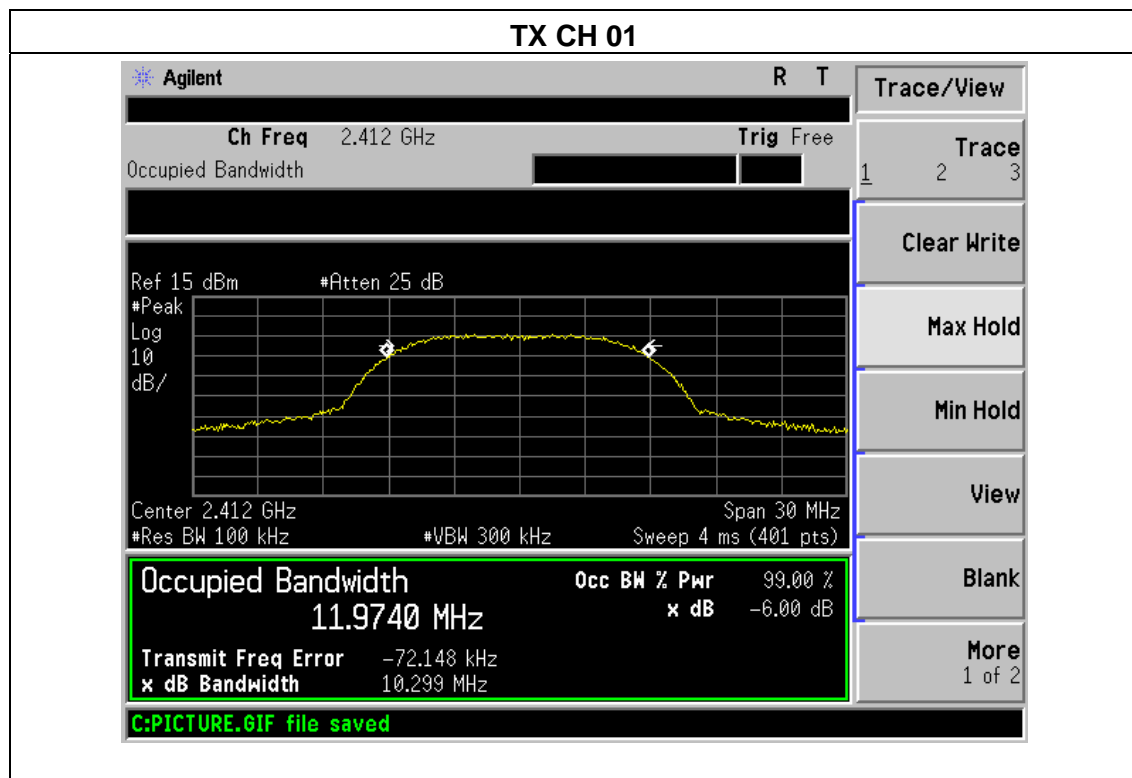 TX CH 01
Agilent R T
Ch Freq 2.412 GHz Trig Free
Occupied Bandwidth
Ref 15 dBm #Atten 25 dB
#Peak
Log
10
dB/
Center 2.412 GHz Span 30 MHz
#Res BW 100 kHz #VBW 300 kHz Sweep 4 ms (401 pts)
Occupied Bandwidth Occ BW % Pwr 99.00 %
11.9740 MHz x dB -6.00 dB
Transmit Freq Error -72.148 kHz
x dB Bandwidth 10.299 MHz
C:PICTURE.GIF file saved
Trace/View
Trace
1 2 3
Clear Write
Max Hold
Min Hold
View
Blank
More
1 of 2